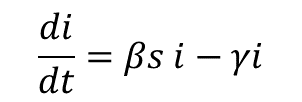 di/dt = βs i − γi